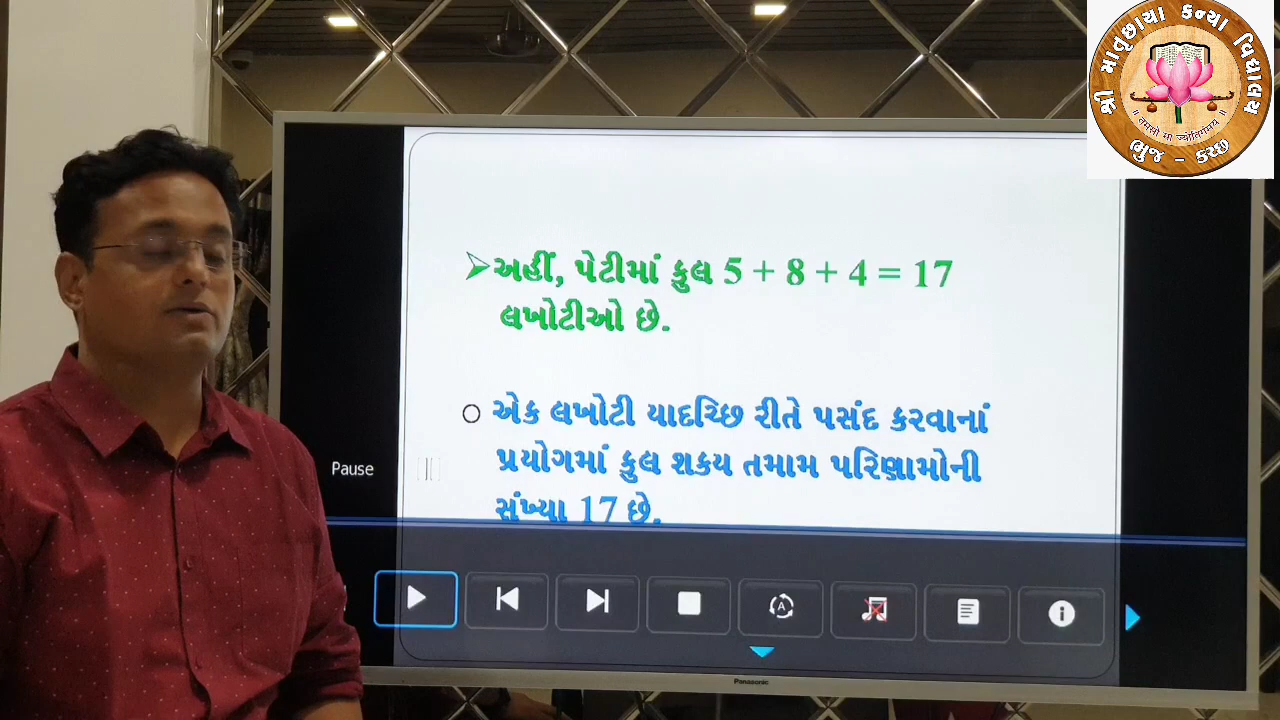 શ્રી માતૃછાયા કન્યા વિદ્યાલય
ભુજ - કચ્છ
અહીં, પેટીમાં કુલ 5 + 8 + 4 = 17
લખોટીઓ છે.
એક લખોટી યાદચ્છિ રીતે પસંદ કરવાનાં
પ્રયોગમાં કુલ શકય તમામ પરિણામોની
સંખ્યા 17 છે.
Pause
A
Panasonic